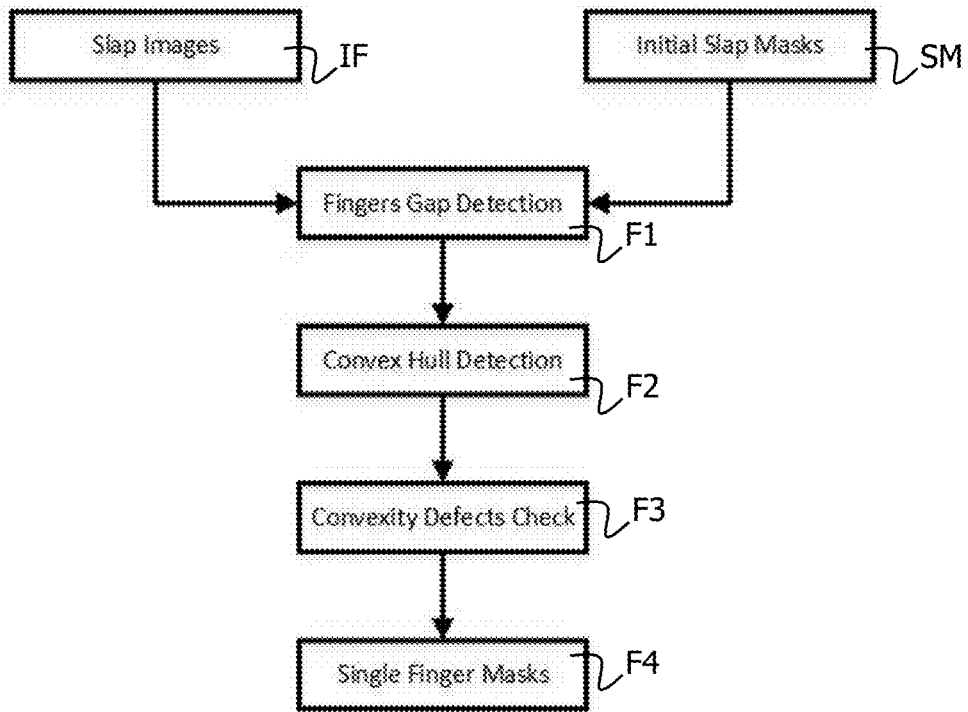 Slap Images
IF
Initial Slap Masks
SM
Fingers Gap Detection
F1
Convex Hull Detection
F2
Convexity Defects Check
F3
Single Finger Masks
F4